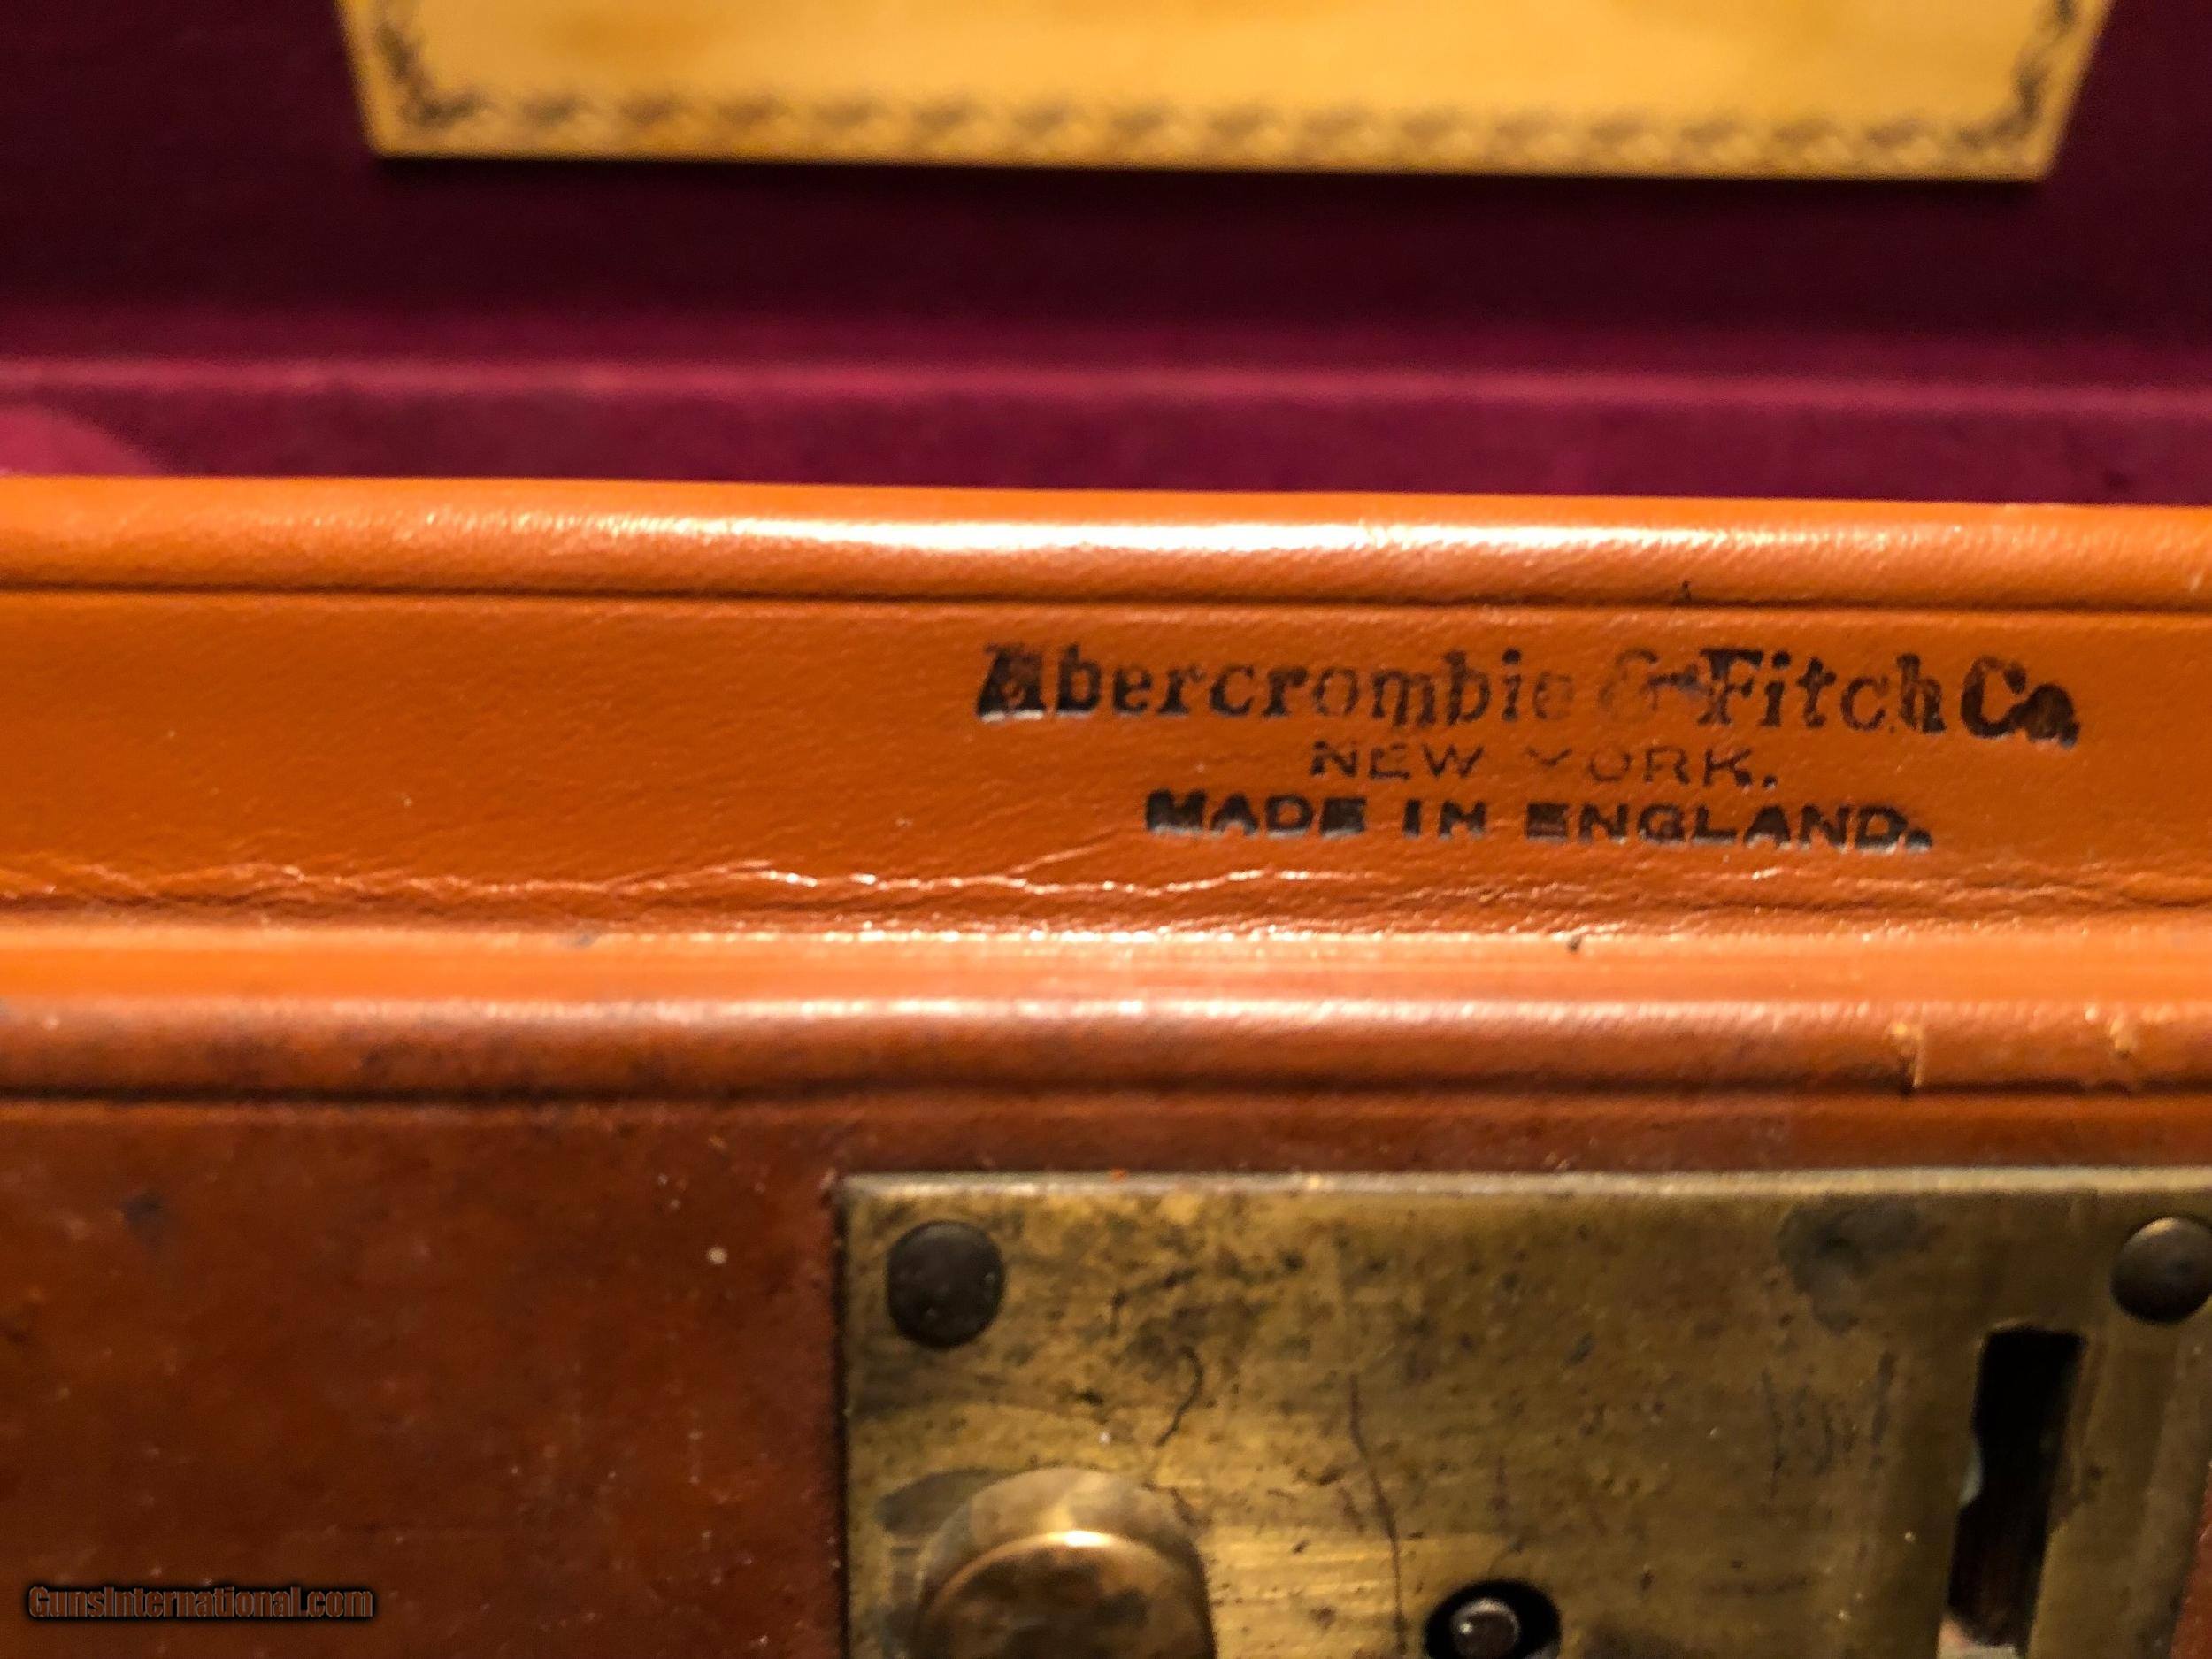 Abercrombie & Fitch Co.
NEW YORK.
MADE IN ENGLAND.
GunsInternational.com